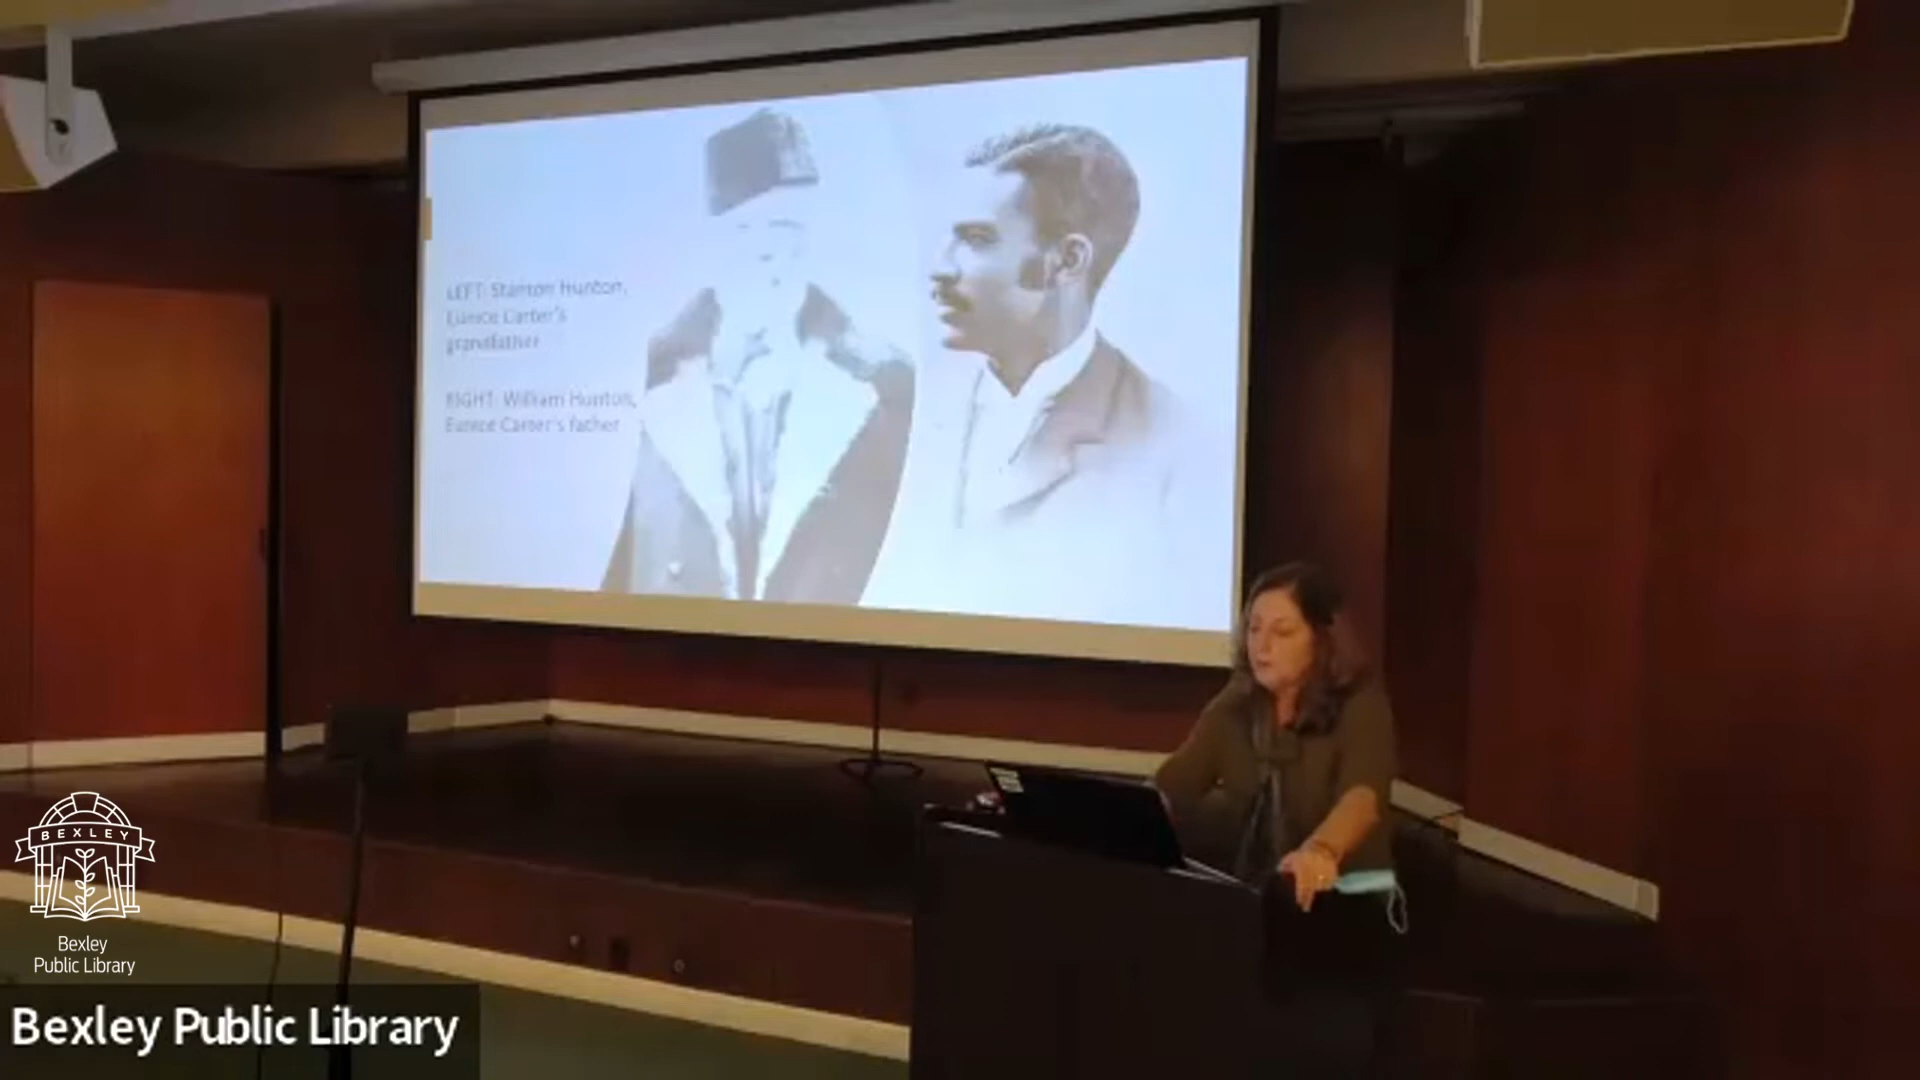 LEFT: Stanton Hunton,
Eunice Carter's
grandfather
RIGHT: William Hunton,
Eunice Carter's father
BEXLEY
Bexley
Public Library
Bexley Public Library